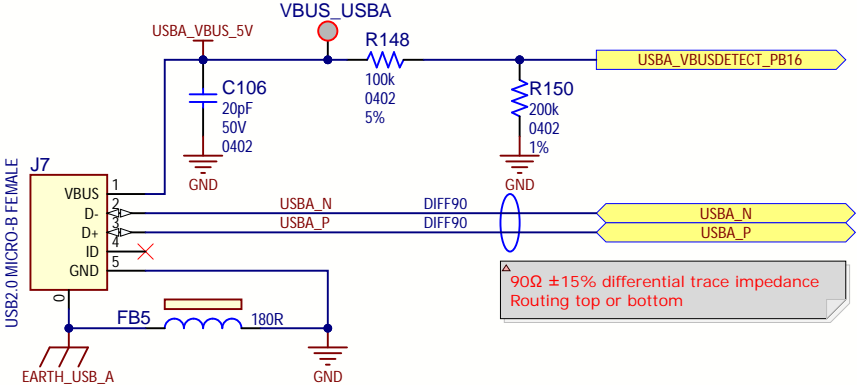 VBUS_USBA
USBA_VBUS_5V
R148
100k
0402
5%
USBA_VBUSDETECT_PB16
C106
20pF
50V
0402
GND
R150
200k
0402
1%
GND
J7
USB2.0 MICRO-B FEMALE
VBUS 1
D- 2
D+ 3
ID 4
GND 5
0
USBA_N DIFF90 USBA_N
USBA_P DIFF90 USBA_P
90Ω ±15% differential trace impedance
Routing top or bottom
FB5 180R
EARTH_USB_A
GND